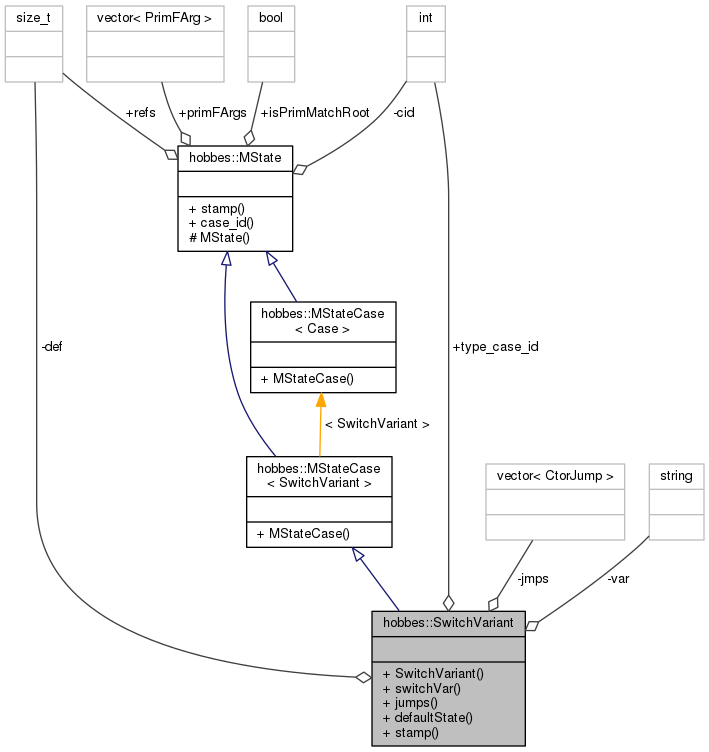 size_t
vector< PrimFArg >
bool
int
+refs
+primFArgs
+isPrimMatchRoot
-cid
hobbes::MState
+ stamp()
+ case_id()
# MState()
hobbes::MStateCase
< Case >
+ MStateCase()
-def
+type_case_id
< SwitchVariant >
hobbes::MStateCase
< SwitchVariant >
+ MStateCase()
vector< CtorJump >
string
-jmps
-var
hobbes::SwitchVariant
+ SwitchVariant()
+ switchVar()
+ jumps()
+ defaultState()
+ stamp()